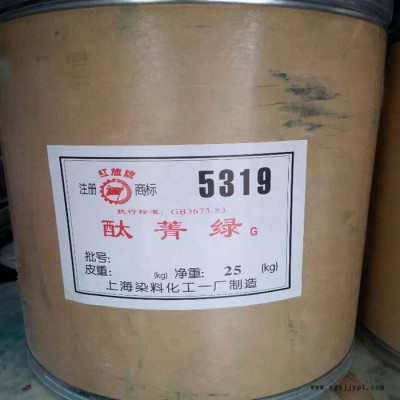 红旗牌
注册 商标 5319
执行标准：GB3673-83
酞菁绿 G
批号：
皮重： (kg) 净重： 25 (kg)
上海染料化工一厂制造